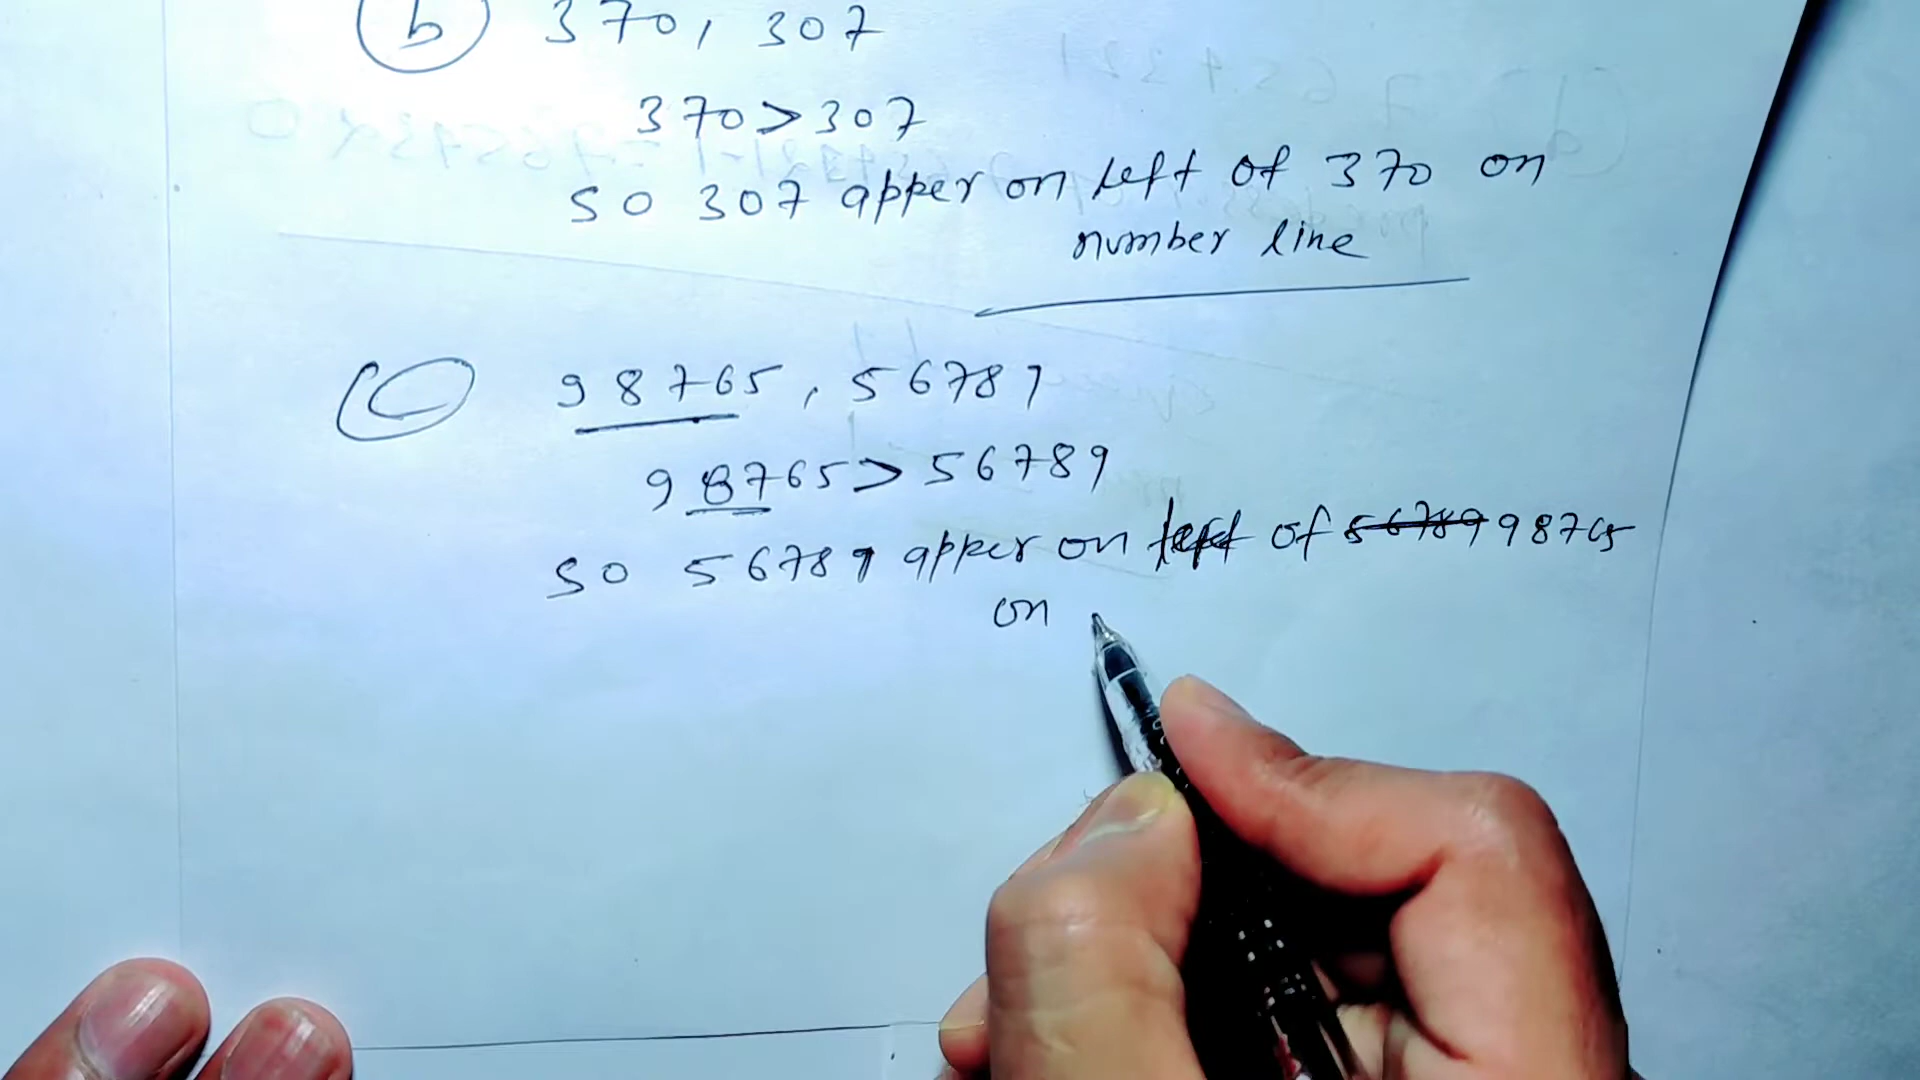 b 370, 307
370>307
so 307 apper on left of 370 on
number line
C 98765, 56789
98765>56789
so 56789 apper on left of 56789 98765
on